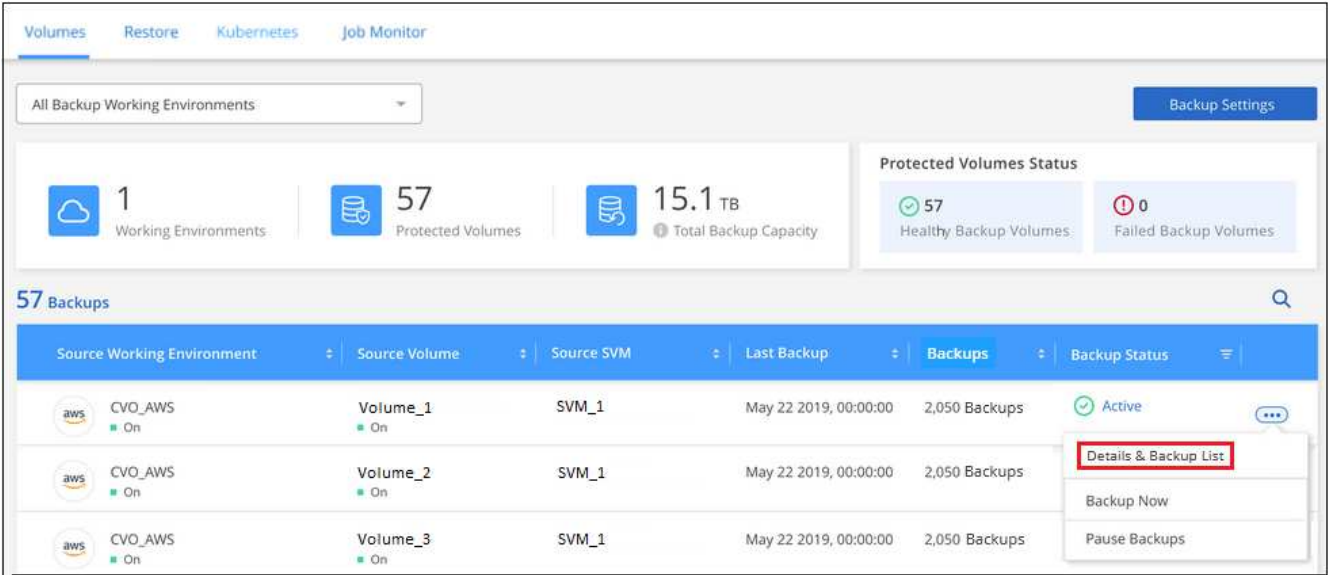 Volumes Restore Kubernetes Job Monitor
All Backup Working Environments
Backup Settings
1
Working Environments
57
Protected Volumes
15.1 TB
Total Backup Capacity
Protected Volumes Status
57
Healthy Backup Volumes
0
Failed Backup Volumes
57 Backups
Source Working Environment Source Volume Source SVM Last Backup Backups Backup Status
aws CVO_AWS Volume_1 SVM_1 May 22 2019, 00:00:00 2,050 Backups Active
On On
Details & Backup List
aws CVO_AWS Volume_2 SVM_1 May 22 2019, 00:00:00 2,050 Backups
On On
Backup Now
aws CVO_AWS Volume_3 SVM_1 May 22 2019, 00:00:00 2,050 Backups
On On
Pause Backups